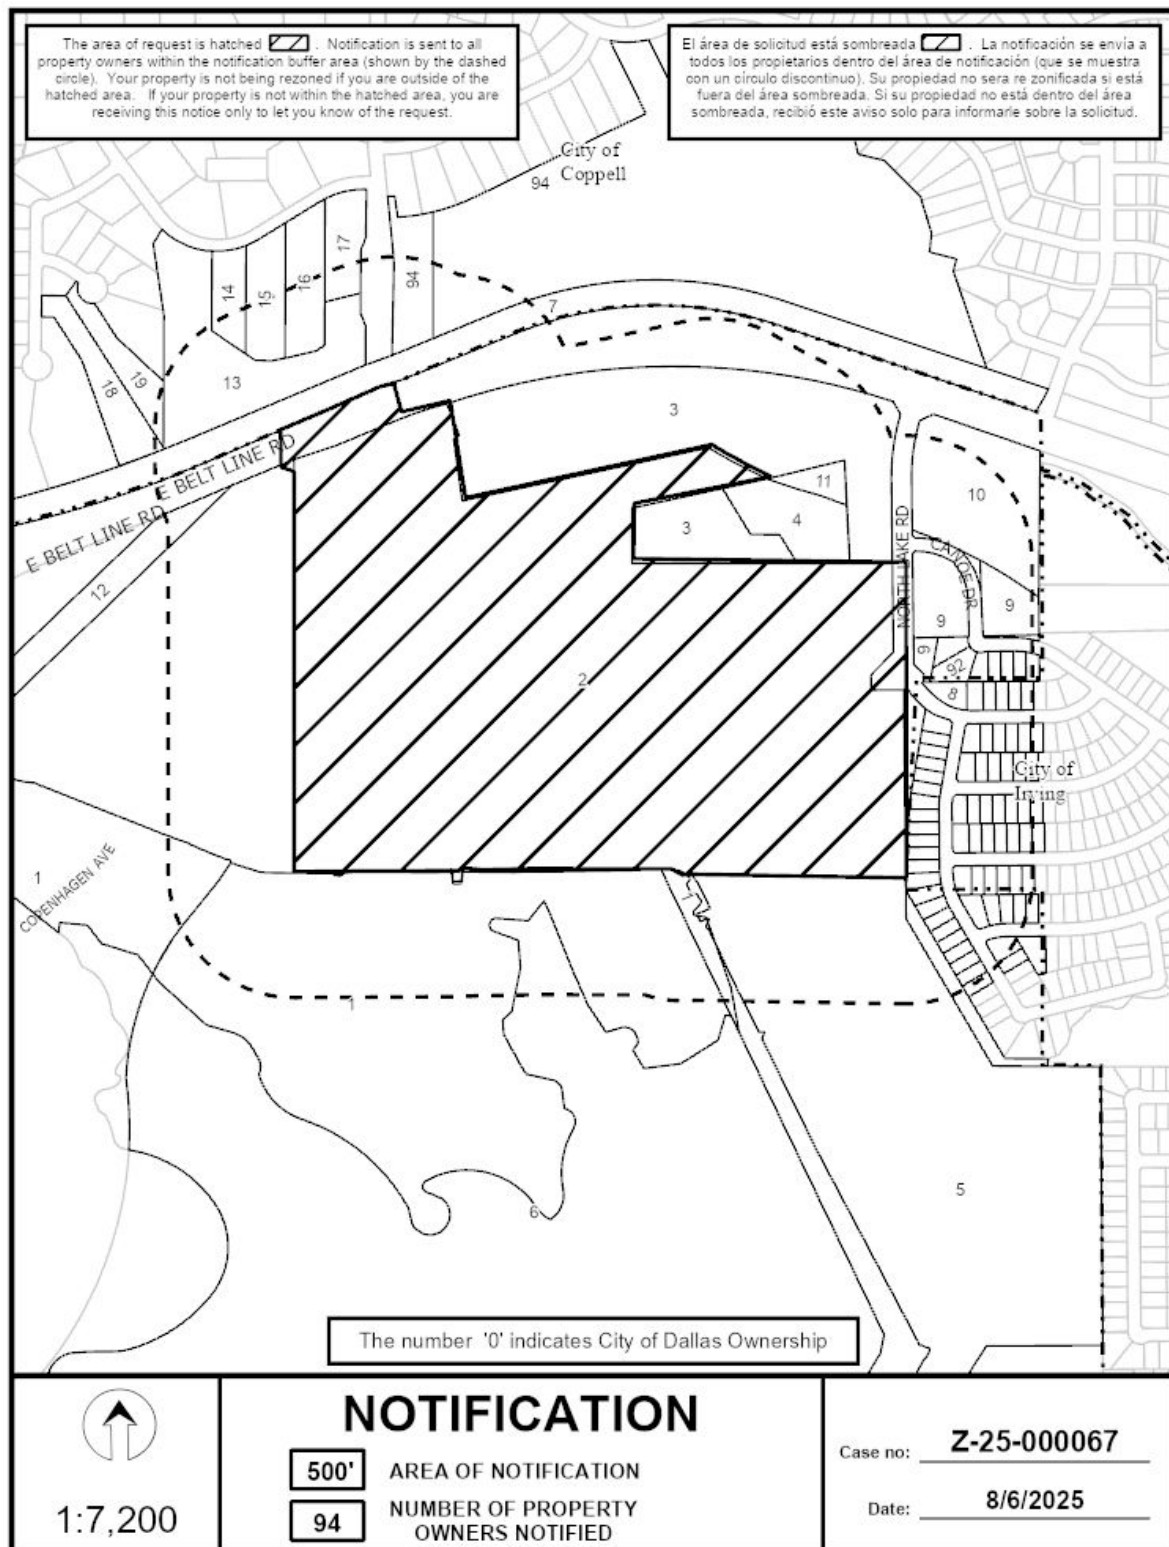 The area of request is hatched . Notification is sent to all
property owners within the notification buffer area (shown by the dashed
circle). Your property is not being rezoned if you are outside of the
hatched area. If your property is not within the hatched area, you are
receiving this notice only to let you know of the request.
El área de solicitud está sombreada . La notificación se envía a
todos los propietarios dentro del área de notificación (que se muestra
con un círculo discontinuo). Su propiedad no sera re zonificada si está
fuera del área sombreada. Si su propiedad no está dentro del área
sombreada, recibió este aviso solo para informarle sobre la solicitud.
City of
Coppell
94
17
16
15
14
94
7
13
19
18
3
E BELT LINE RD
E BELT LINE RD
11
10
3
4
NORTH LAKE RD
CANOE DR
12
9
9
9
92
8
2
City of
Irving
1
COPENHAGEN AVE
1
1
5
6
The number '0' indicates City of Dallas Ownership
1:7,200
NOTIFICATION
500' AREA OF NOTIFICATION
94 NUMBER OF PROPERTY
OWNERS NOTIFIED
Case no: Z-25-000067
Date: 8/6/2025